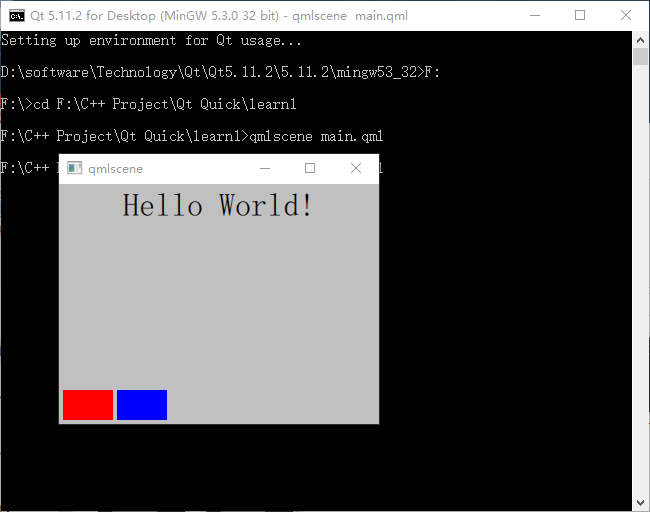 Qt 5.11.2 for Desktop (MinGW 5.3.0 32 bit) - qmlscene  main.qml
Setting up environment for Qt usage...
D:\software\Technology\Qt\Qt5.11.2\5.11.2\mingw53_32>F:
F:\>cd F:\C++ Project\Qt Quick\learn1
F:\C++ Project\Qt Quick\learn1>qmlscene main.qml
F:\C++
qmlscene
Hello World!